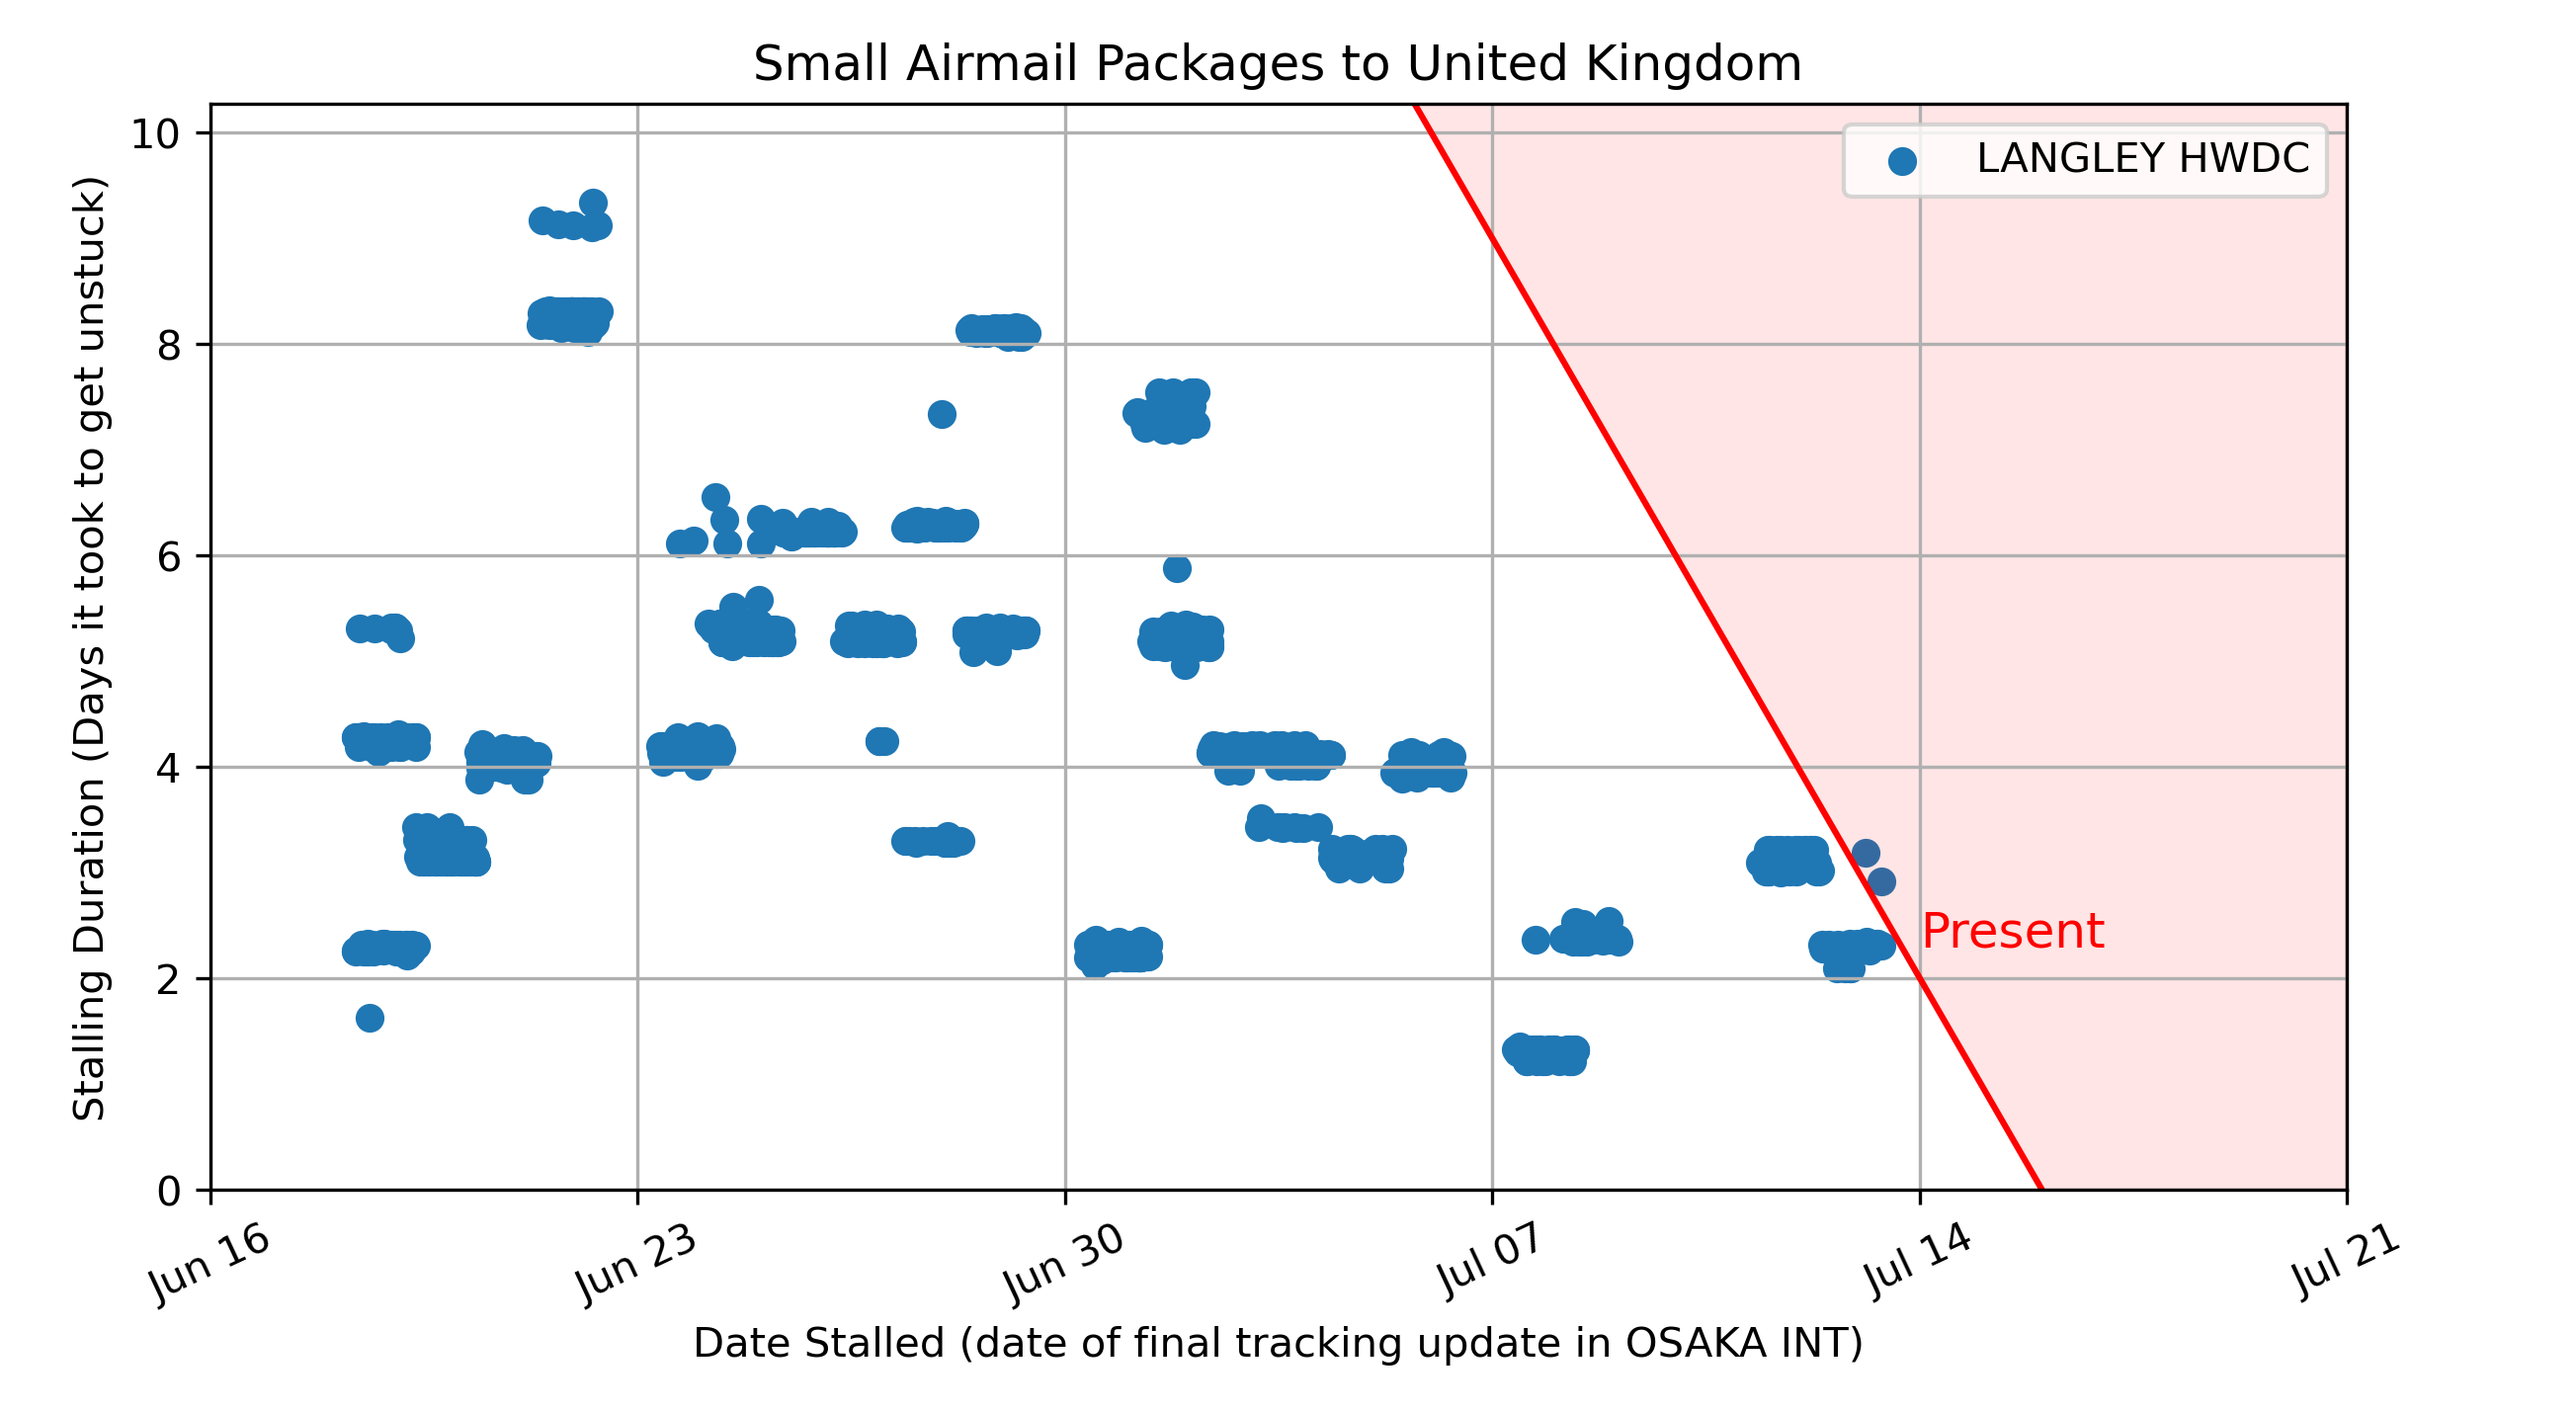 Small Airmail Packages to United Kingdom
Stalling Duration (Days it took to get unstuck)
10
8
6
4
2
0
LANGLEY HWDC
Present
Jun 16
Jun 23
Jun 30
Jul 07
Jul 14
Jul 21
Date Stalled (date of final tracking update in OSAKA INT)